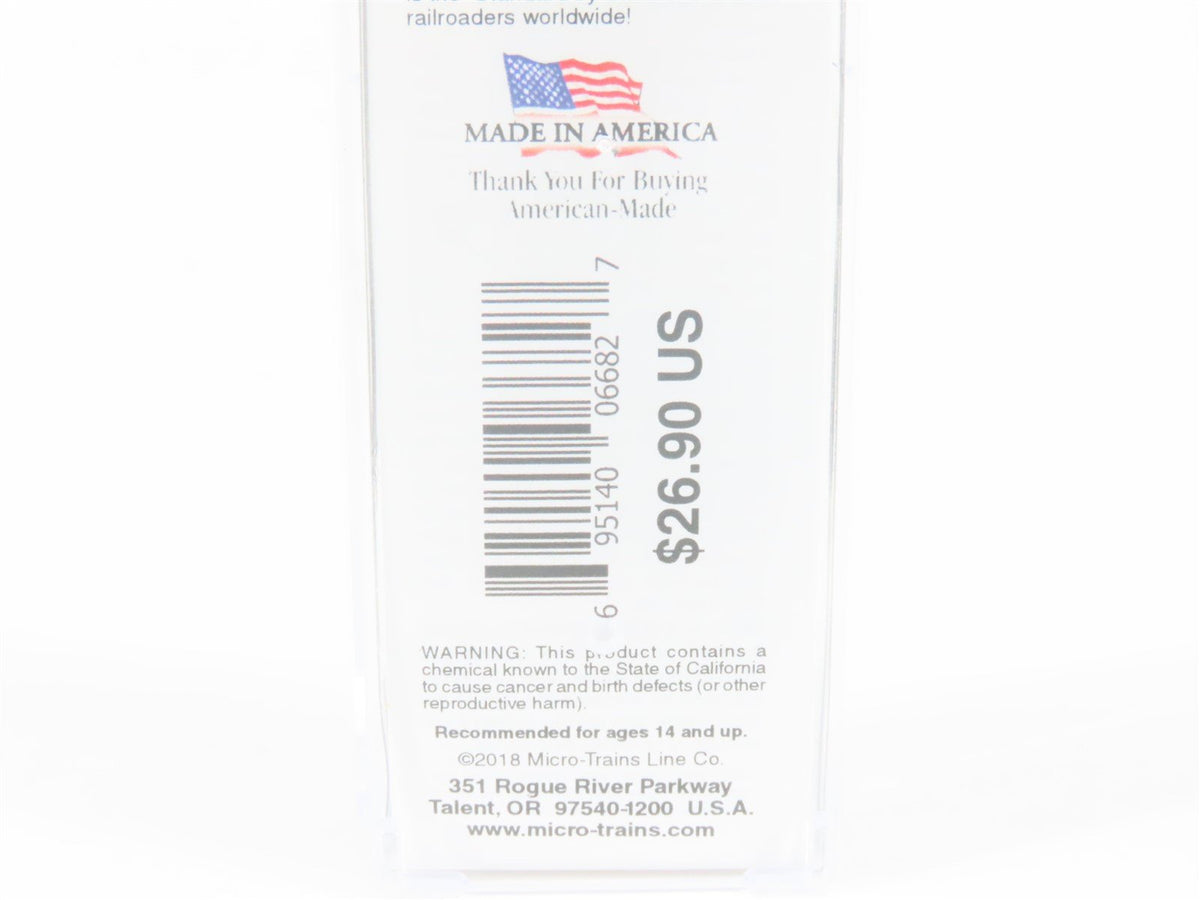 railroaders worldwide!
MADE IN AMERICA
Thank You For Buying
American-Made
6 95140 06682 7
$26.90 US
WARNING: This product contains a
chemical known to the State of California
to cause cancer and birth defects (or other
reproductive harm).
Recommended for ages 14 and up.
©2018 Micro-Trains Line Co.
351 Rogue River Parkway
Talent, OR 97540-1200 U.S.A.
www.micro-trains.com